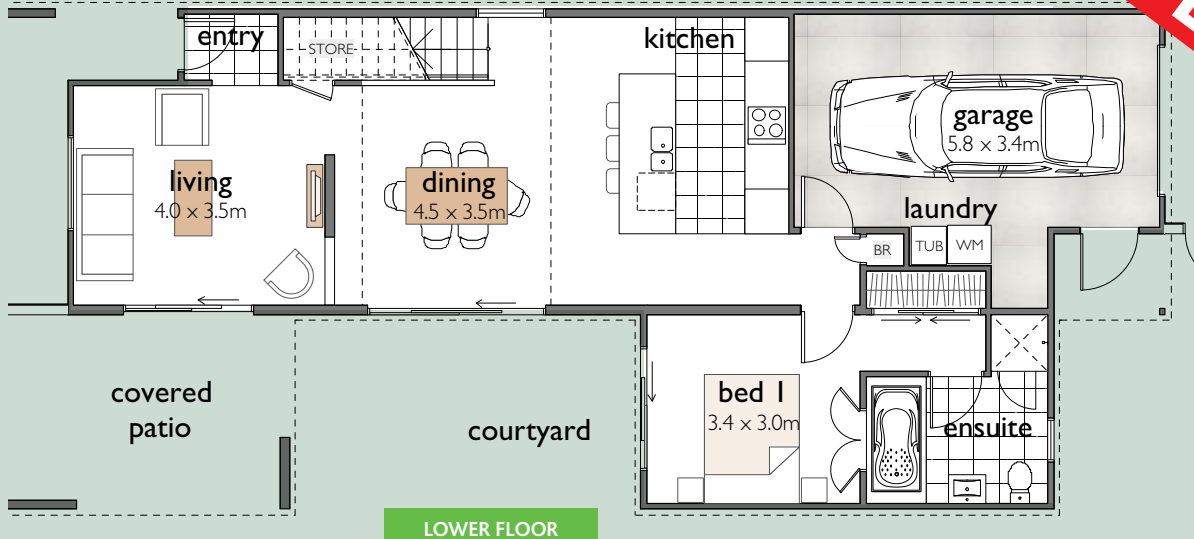 entry
STORE
kitchen
garage
5.8 x 3.4m
living
4.0 x 3.5m
dining
4.5 x 3.5m
laundry
BR
TUB
WM
covered
patio
courtyard
bed 1
3.4 x 3.0m
ensuite
LOWER FLOOR